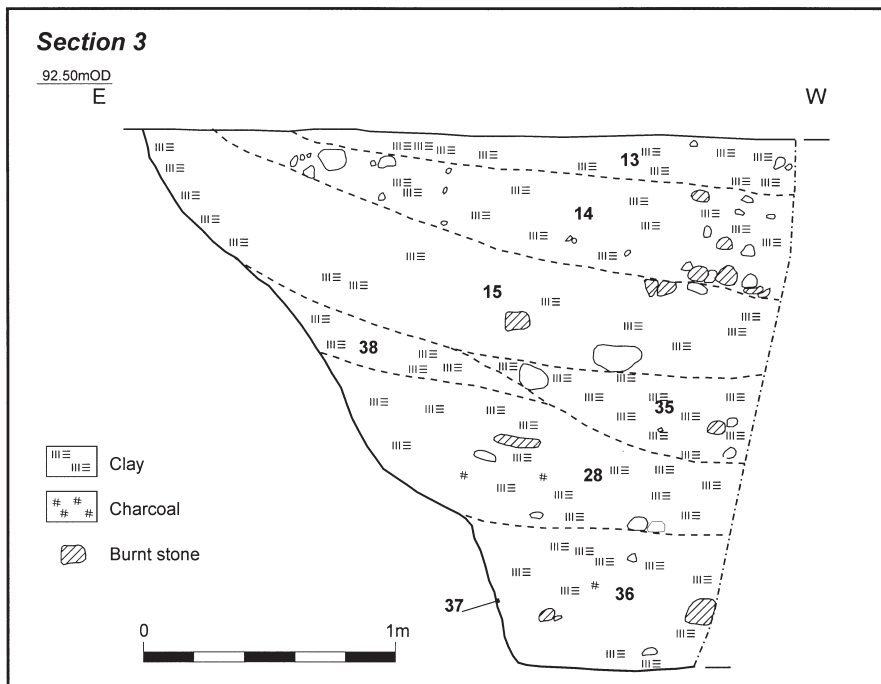 Section 3
92.50mOD
E
W
13
14
15
38
35
28
36
37
Clay
Charcoal
Burnt stone
0
1m